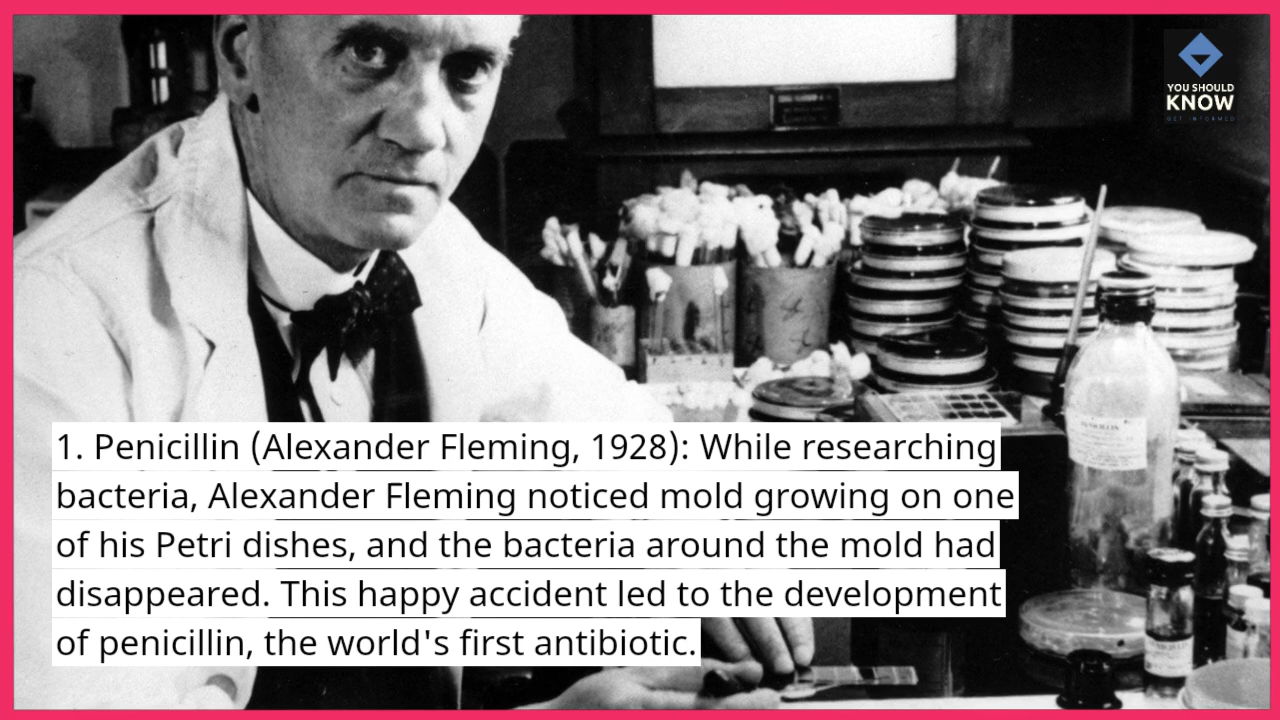 YOU SHOULD
KNOW
GET INFORMED
1. Penicillin (Alexander Fleming, 1928): While researching
bacteria, Alexander Fleming noticed mold growing on one
of his Petri dishes, and the bacteria around the mold had
disappeared. This happy accident led to the development
of penicillin, the world's first antibiotic.